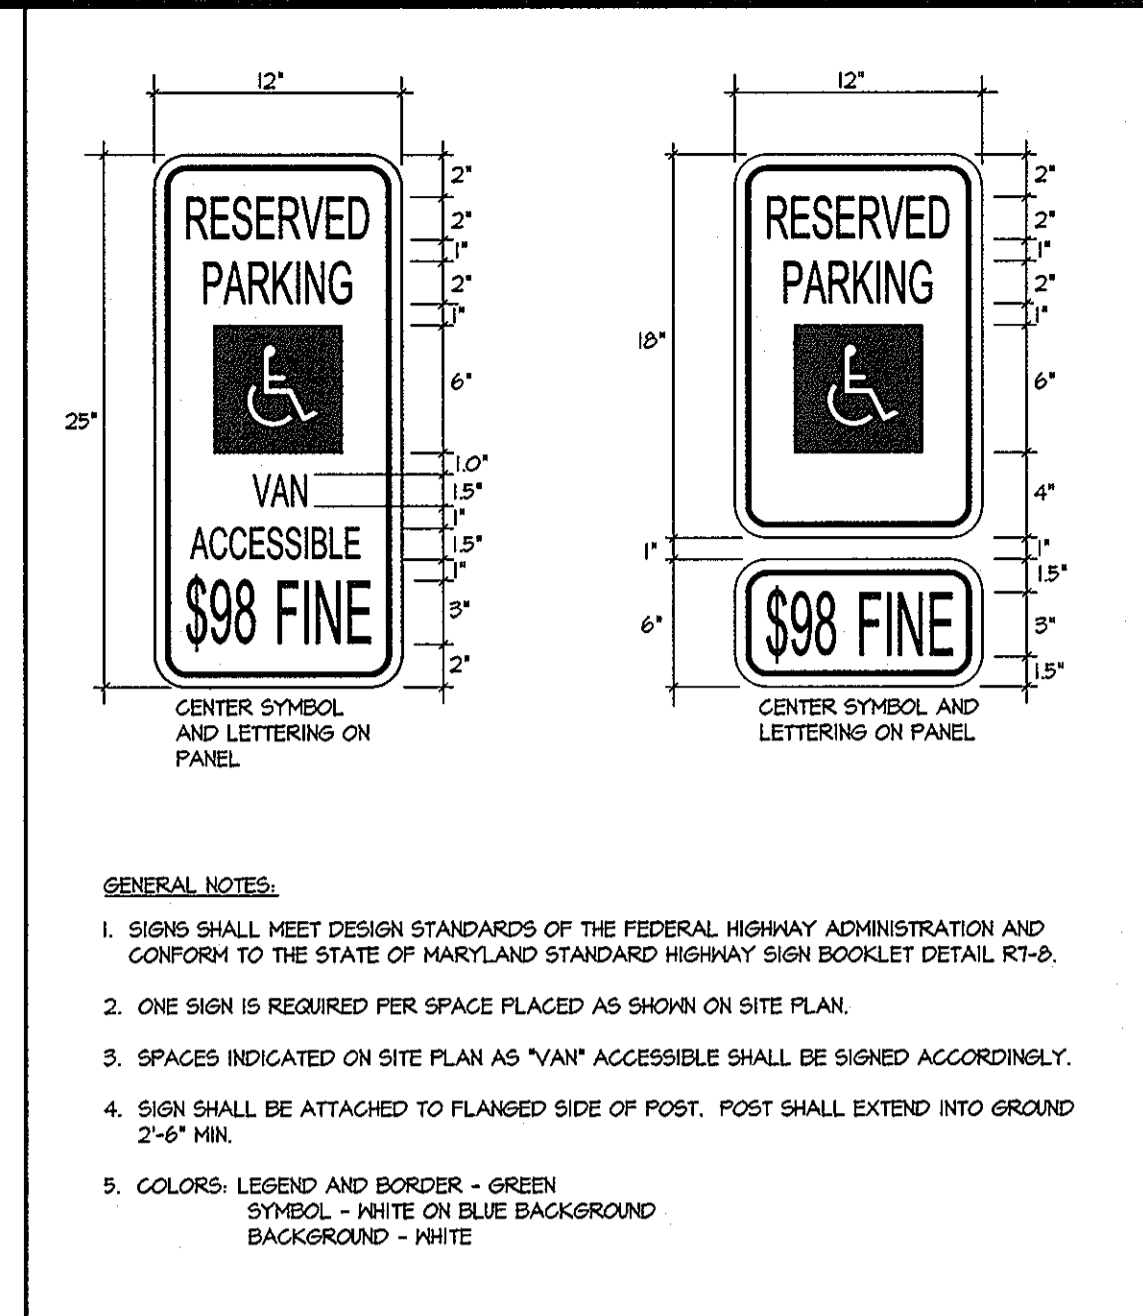 12"
25"
RESERVED
PARKING
VAN
ACCESSIBLE
$98 FINE
2"
2"
1"
2"
1"
6"
1.0"
1.5"
1"
1.5"
1"
3"
2"
CENTER SYMBOL
AND LETTERING ON
PANEL
12"
18"
1"
6"
RESERVED
PARKING
$98 FINE
2"
2"
1"
2"
1"
6"
4"
1"
1.5"
3"
1.5"
CENTER SYMBOL AND
LETTERING ON PANEL
GENERAL NOTES:
1. SIGNS SHALL MEET DESIGN STANDARDS OF THE FEDERAL HIGHWAY ADMINISTRATION AND
CONFORM TO THE STATE OF MARYLAND STANDARD HIGHWAY SIGN BOOKLET DETAIL R7-8.
2. ONE SIGN IS REQUIRED PER SPACE PLACED AS SHOWN ON SITE PLAN.
3. SPACES INDICATED ON SITE PLAN AS "VAN" ACCESSIBLE SHALL BE SIGNED ACCORDINGLY.
4. SIGN SHALL BE ATTACHED TO FLANGED SIDE OF POST. POST SHALL EXTEND INTO GROUND
2'-6" MIN.
5. COLORS: LEGEND AND BORDER - GREEN
SYMBOL - WHITE ON BLUE BACKGROUND
BACKGROUND - WHITE